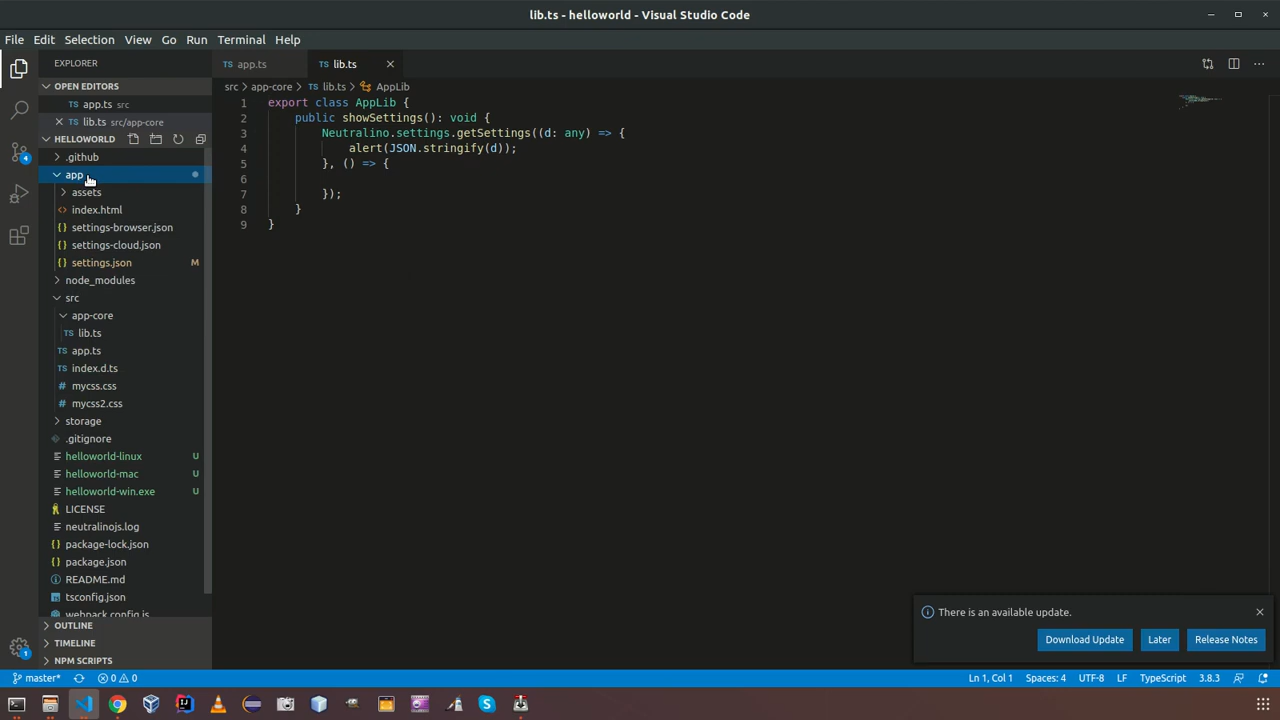 lib.ts - helloworld - Visual Studio Code
File Edit Selection View Go Run Terminal Help
EXPLORER
OPEN EDITORS
app.ts src
lib.ts src/app-core
HELLOWORLD
4
.github
app
assets
index.html
settings-browser.json
settings-cloud.json
settings.json M
node_modules
src
app-core
lib.ts
app.ts
index.d.ts
mycss.css
mycss2.css
storage
.gitignore
helloworld-linux U
helloworld-mac U
helloworld-win.exe U
LICENSE
neutralinojs.log
package-lock.json
package.json
README.md
tsconfig.json
webpack.config.js
OUTLINE
TIMELINE
NPM SCRIPTS
1
app.ts lib.ts
src > app-core > lib.ts > AppLib
1 export class AppLib {
2 public showSettings(): void {
3 Neutralino.settings.getSettings((d: any) => {
4 alert(JSON.stringify(d));
5 }, () => {
6
7 });
8 }
9 }
There is an available update.
Download Update Later Release Notes
master* 0 0 Ln 1, Col 1 Spaces: 4 UTF-8 LF TypeScript 3.8.3